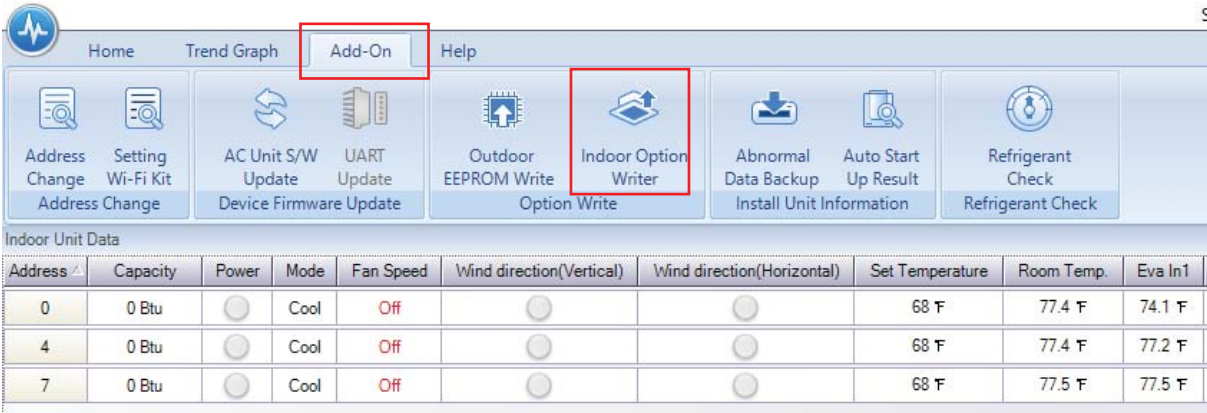 S
Home Trend Graph Add-On Help
Address Change
Setting Wi-Fi Kit
AC Unit S/W Update
UART Update
Outdoor EEPROM Write
Indoor Option Writer
Abnormal Data Backup
Auto Start Up Result
Refrigerant Check
Address Change Device Firmware Update Option Write Install Unit Information Refrigerant Check
Indoor Unit Data
Address Capacity Power Mode Fan Speed Wind direction(Vertical) Wind direction(Horizontal) Set Temperature Room Temp. Eva In1
0 0 Btu Cool Off 68 ℉ 77.4 ℉ 74.1 ℉
4 0 Btu Cool Off 68 ℉ 77.4 ℉ 77.2 ℉
7 0 Btu Cool Off 68 ℉ 77.5 ℉ 77.5 ℉